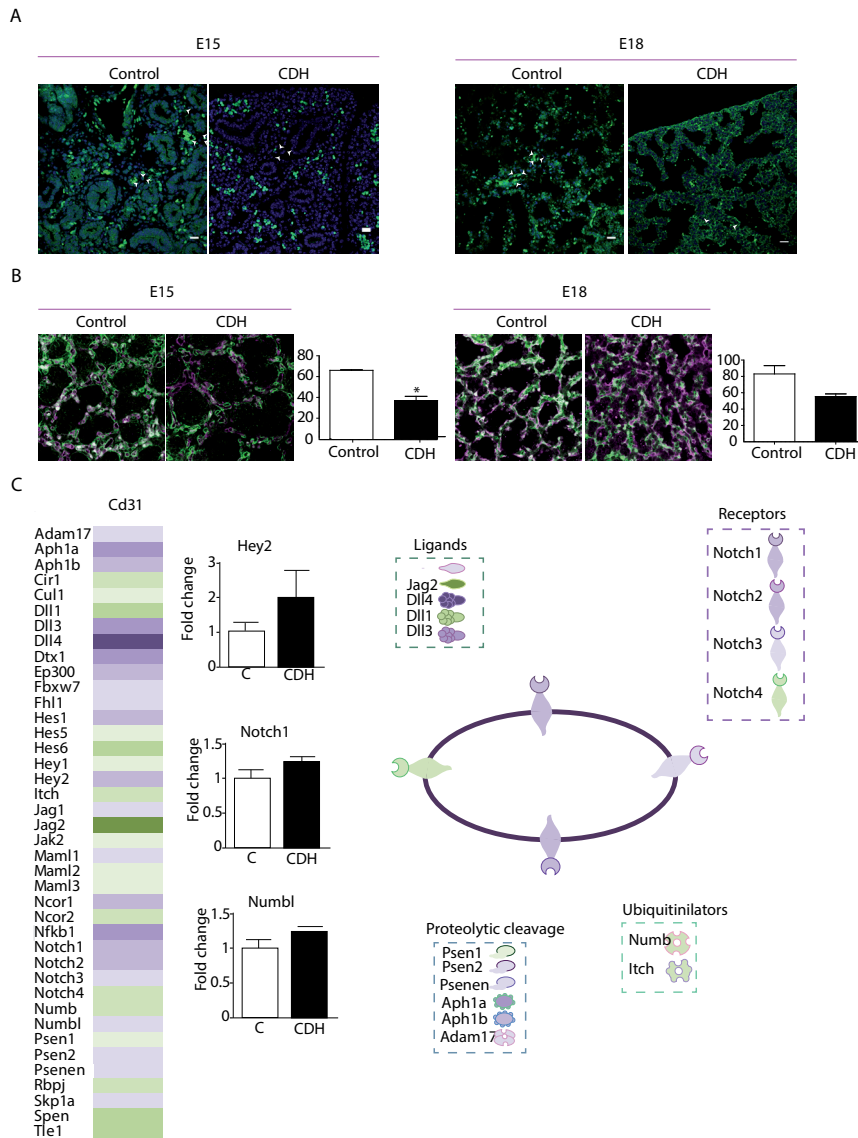 A
E15
E18
Control
CDH
Control
CDH
B
E15
E18
Control
CDH
Control
CDH
80
60
40
20
0
*
Control
CDH
100
80
60
40
20
0
Control
CDH
C
Cd31
Adam17
Aph1a
Aph1b
Cir1
Cul1
Dll1
Dll3
Dll4
Dtx1
Ep300
Fbxw7
Fhl1
Hes1
Hes5
Hes6
Hey1
Hey2
Itch
Jag1
Jag2
Jak2
Maml1
Maml2
Maml3
Ncor1
Ncor2
Nfkb1
Notch1
Notch2
Notch3
Notch4
Numb
Numbl
Psen1
Psen2
Psenen
Rbpj
Skp1a
Spen
Tle1
Hey2
Fold change
3
2
1
0
C
CDH
Notch1
Fold change
1.5
1
0.5
0
C
CDH
Numbl
Fold change
1.5
1
0.5
0
C
CDH
Ligands
Jag2
Dll4
Dll1
Dll3
Receptors
Notch1
Notch2
Notch3
Notch4
Proteolytic cleavage
Psen1
Psen2
Psenen
Aph1a
Aph1b
Adam17
Ubiquitinilators
Numb
Itch